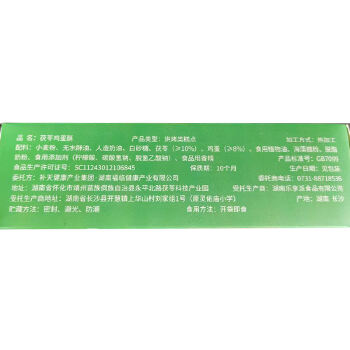 品 名：茯苓鸡蛋酥 产品类型：烘烤类糕点 加工方式：热加工
配料：小麦粉、无水酥油、人造奶油、白砂糖、茯苓（≥10%）、鸡蛋（≥8%）、食用植物油、海藻糖粉、脱脂
奶粉、食用添加剂（柠檬酸、碳酸氢钠、脱氢乙酸钠）、食品用香精 产品标准号：GB7099
食品生产许可证号：SC11243012106845 保质期：10个月 生产日期：见包装
委托方：补天健康产业集团·湖南福临健康产业有限公司 委托商电话：0731-88718536
地址：湖南省怀化市靖州苗族侗族自治县永平北路茯苓科技产业园 受托生产商：湖南乐享派食品有限公司
受托生产商地址：湖南省长沙县开慧镇上华山村刘家组1号（原灵佑庙小学） 产地：湖南 长沙
贮藏方法：密封、避光、防潮 食用方法：开袋即食